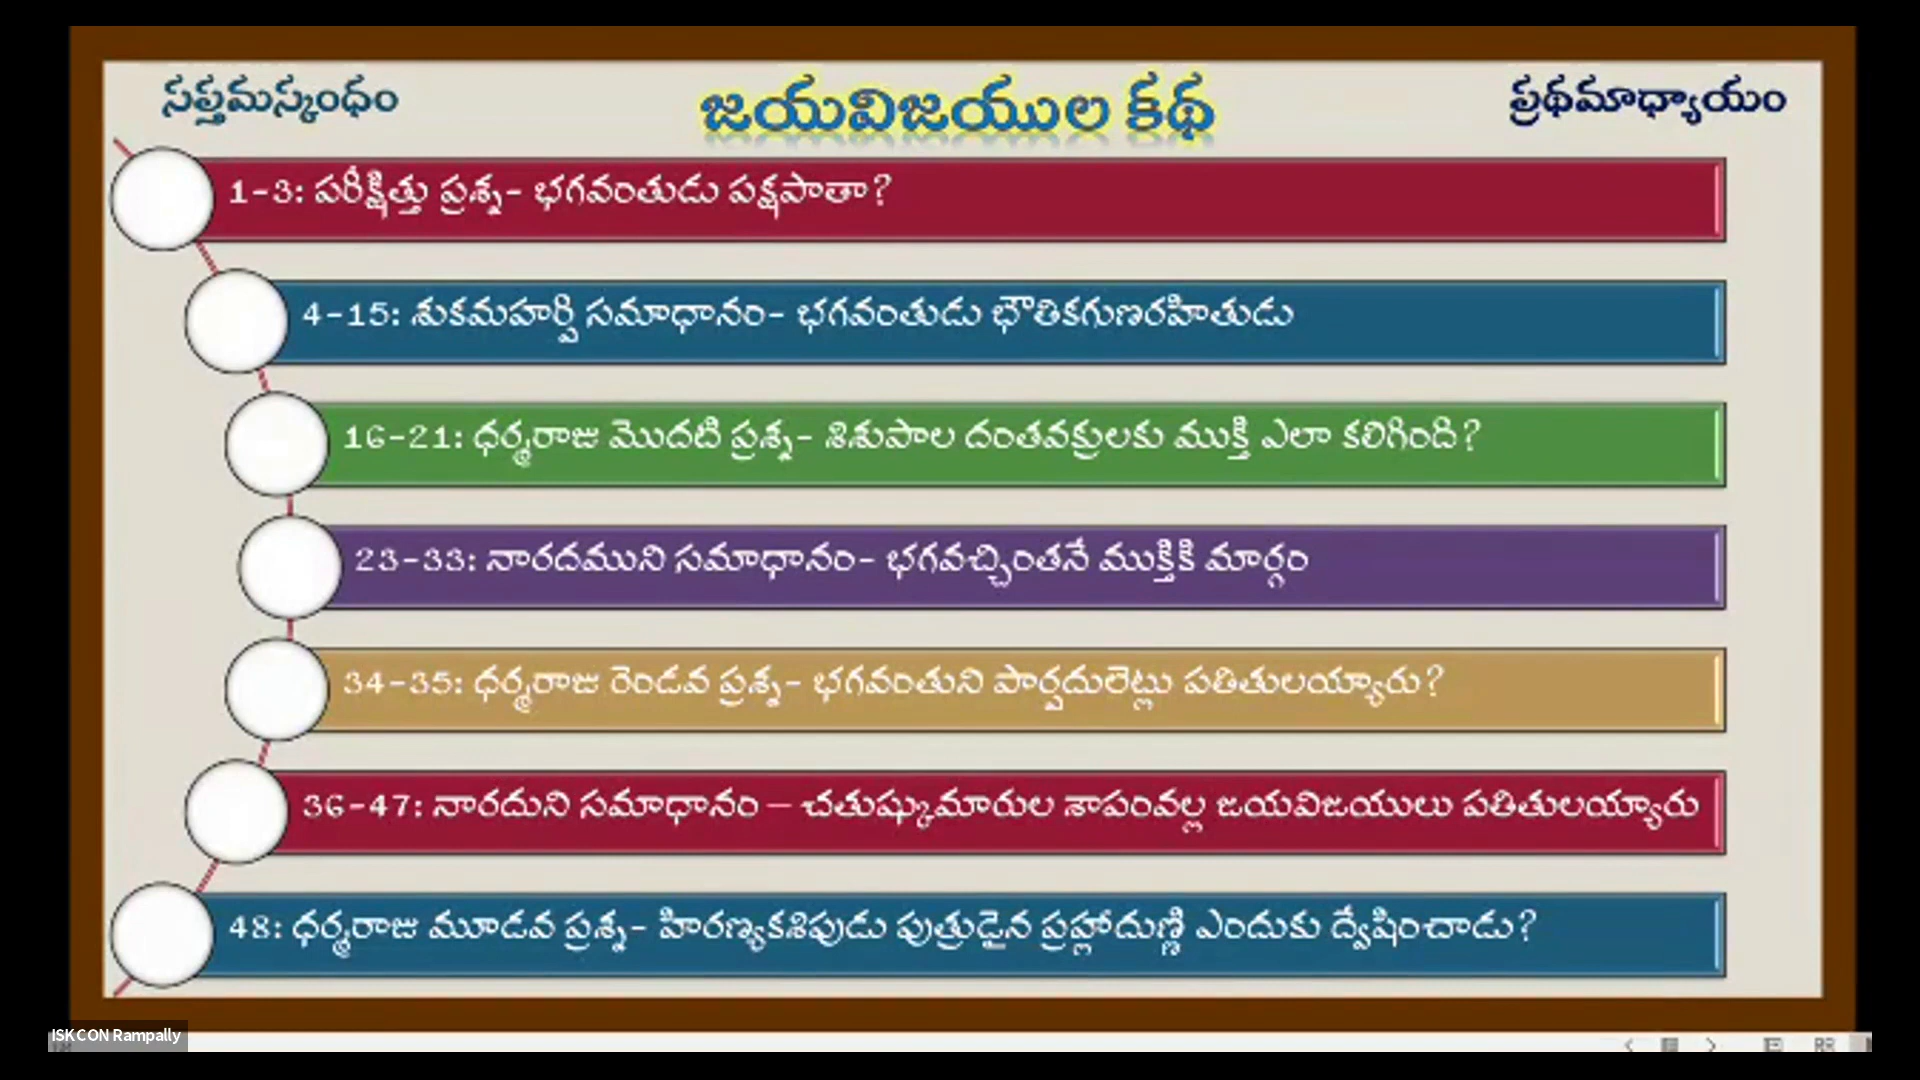 సప్తమస్కంధం
జయవిజయుల కథ
ప్రథమాధ్యాయం
1-3: పరీక్షిత్తు ప్రశ్న- భగవంతుడు పక్షపాతా?
4-15: శుకమహర్షి సమాధానం- భగవంతుడు భౌతికగుణరహితుడు
16-21: ధర్మరాజు మొదటి ప్రశ్న- శిశుపాల దంతవక్రులకు ముక్తి ఎలా కలిగింది?
23-33: నారదముని సమాధానం- భగవచ్చింతనే ముక్తికి మార్గం
34-35: ధర్మరాజు రెండవ ప్రశ్న- భగవంతుని పార్షదులెట్లు పతితులయ్యారు?
36-47: నారదుని సమాధానం – చతుష్కుమారుల శాపంవల్ల జయవిజయులు పతితులయ్యారు
48: ధర్మరాజు మూడవ ప్రశ్న- హిరణ్యకశిపుడు పుత్రుడైన ప్రహ్లాదుణ్ణి ఎందుకు ద్వేషించాడు?
ISKCON Rampally